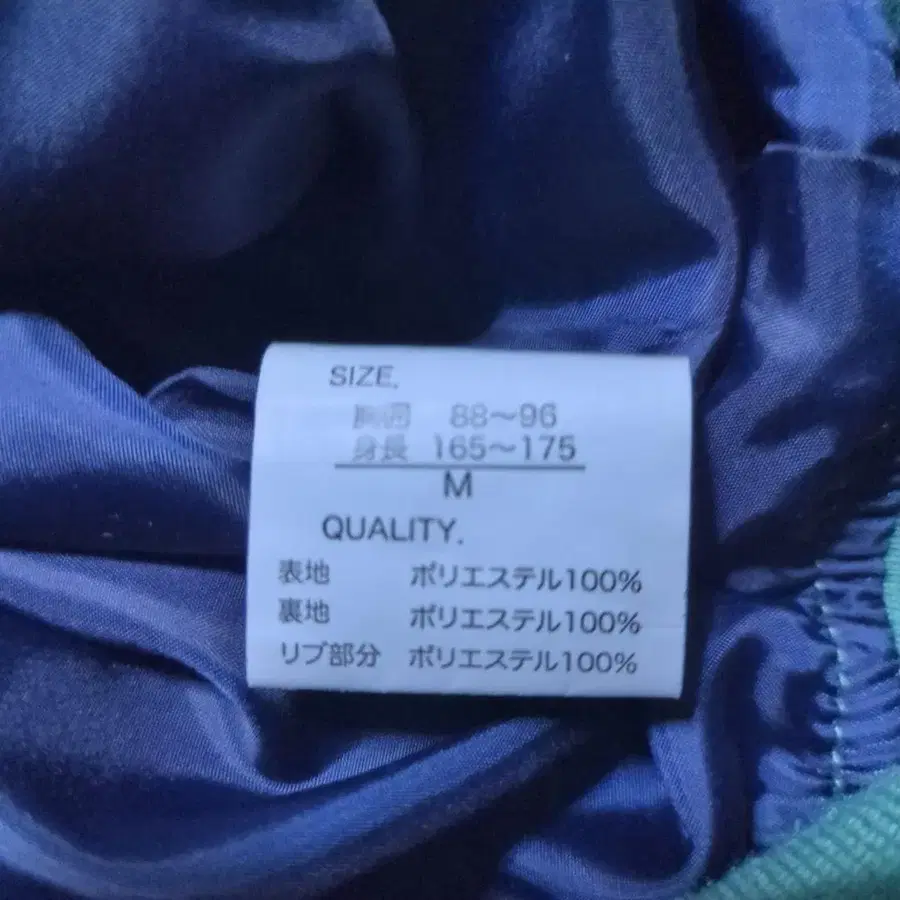 SIZE.
胸囲 88～96
身長 165～175
M
QUALITY.
表地 ポリエステル100%
裏地 ポリエステル100%
リブ部分 ポリエステル100%